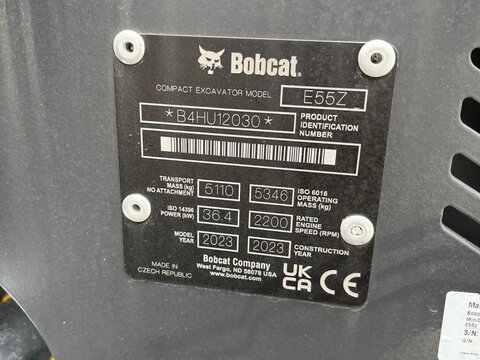 Bobcat.
COMPACT EXCAVATOR MODEL E55Z
*B4HU12030* PRODUCT IDENTIFICATION NUMBER
TRANSPORT MASS (kg) NO ATTACHMENT 5110 5346 ISO 6016 OPERATING MASS (kg)
ISO 14396 POWER (kW) 36.4 2200 RATED ENGINE SPEED (RPM)
MODEL YEAR 2023 2023 CONSTRUCTION YEAR
MADE IN CZECH REPUBLIC
Bobcat Company
West Fargo, ND 58078 USA
www.bobcat.com
UK CA CE
E55Z
S/N:
S/N